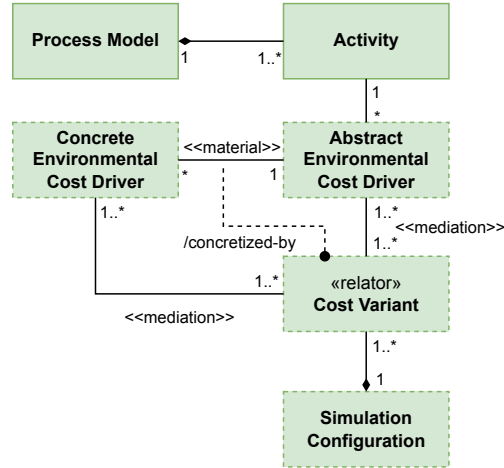 Process Model
Activity
1
1..*
1
*
Concrete
Environmental
Cost Driver
<<material>>
*
1
Abstract
Environmental
Cost Driver
/concretized-by
1..*
1..*
<<mediation>>
1..*
1..*
<<mediation>>
«relator»
Cost Variant
1..*
1
Simulation
Configuration